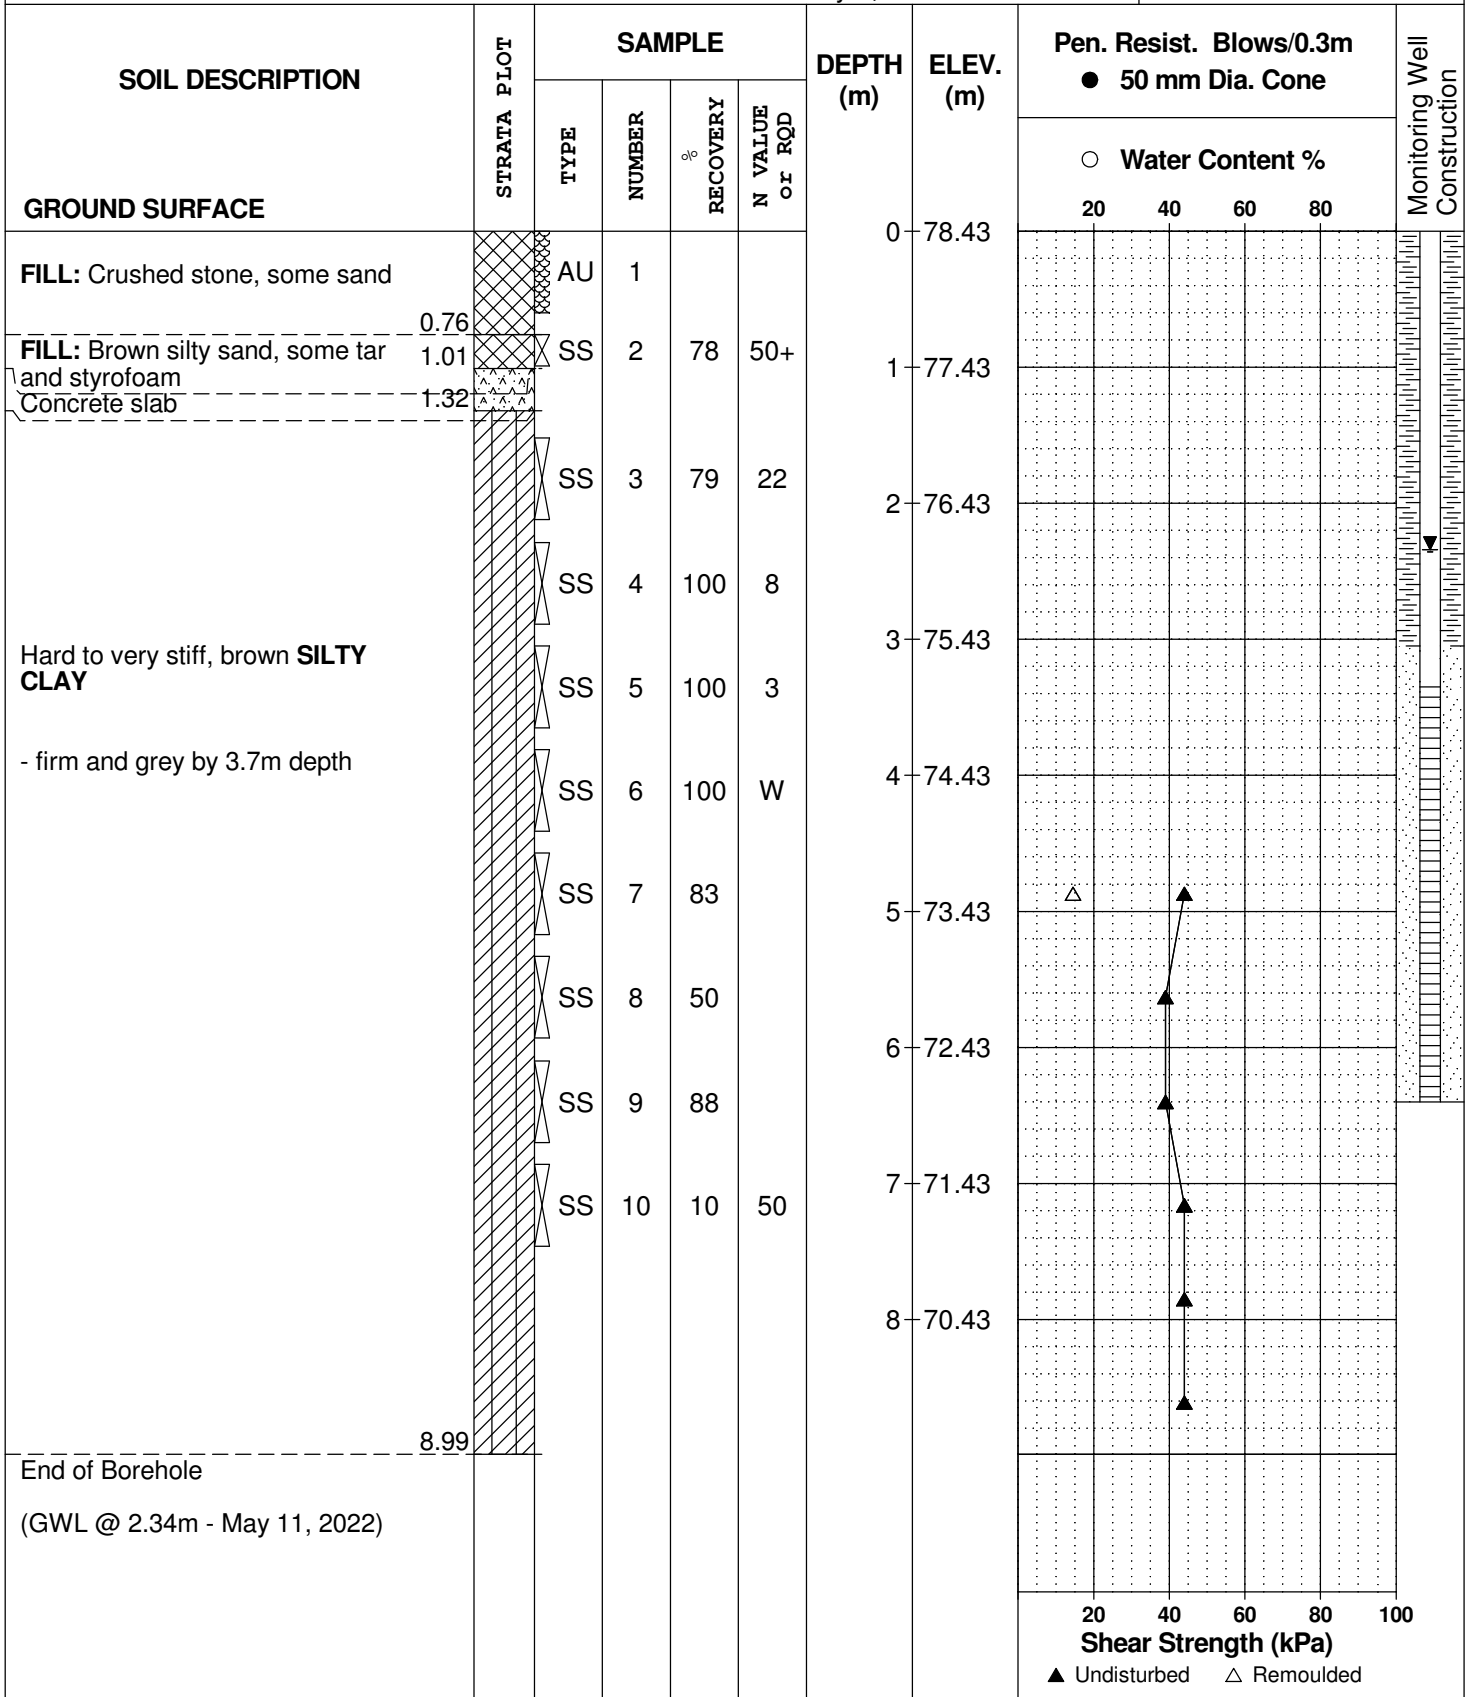 SOIL DESCRIPTION
GROUND SURFACE
STRATA PLOT
SAMPLE
TYPE
NUMBER
% RECOVERY
N VALUE or RQD
DEPTH (m)
ELEV. (m)
Pen. Resist. Blows/0.3m
● 50 mm Dia. Cone
○ Water Content %
20 40 60 80
Monitoring Well Construction
0 78.43
FILL: Crushed stone, some sand
AU 1
0.76
FILL: Brown silty sand, some tar
and styrofoam
1.01
SS 2 78 50+
1 77.43
Concrete slab
1.32
SS 3 79 22
2 76.43
SS 4 100 8
3 75.43
Hard to very stiff, brown SILTY
CLAY
SS 5 100 3
- firm and grey by 3.7m depth
4 74.43
SS 6 100 W
SS 7 83
5 73.43
SS 8 50
6 72.43
SS 9 88
7 71.43
SS 10 10 50
8 70.43
8.99
End of Borehole
(GWL @ 2.34m - May 11, 2022)
20 40 60 80 100
Shear Strength (kPa)
▲ Undisturbed △ Remoulded